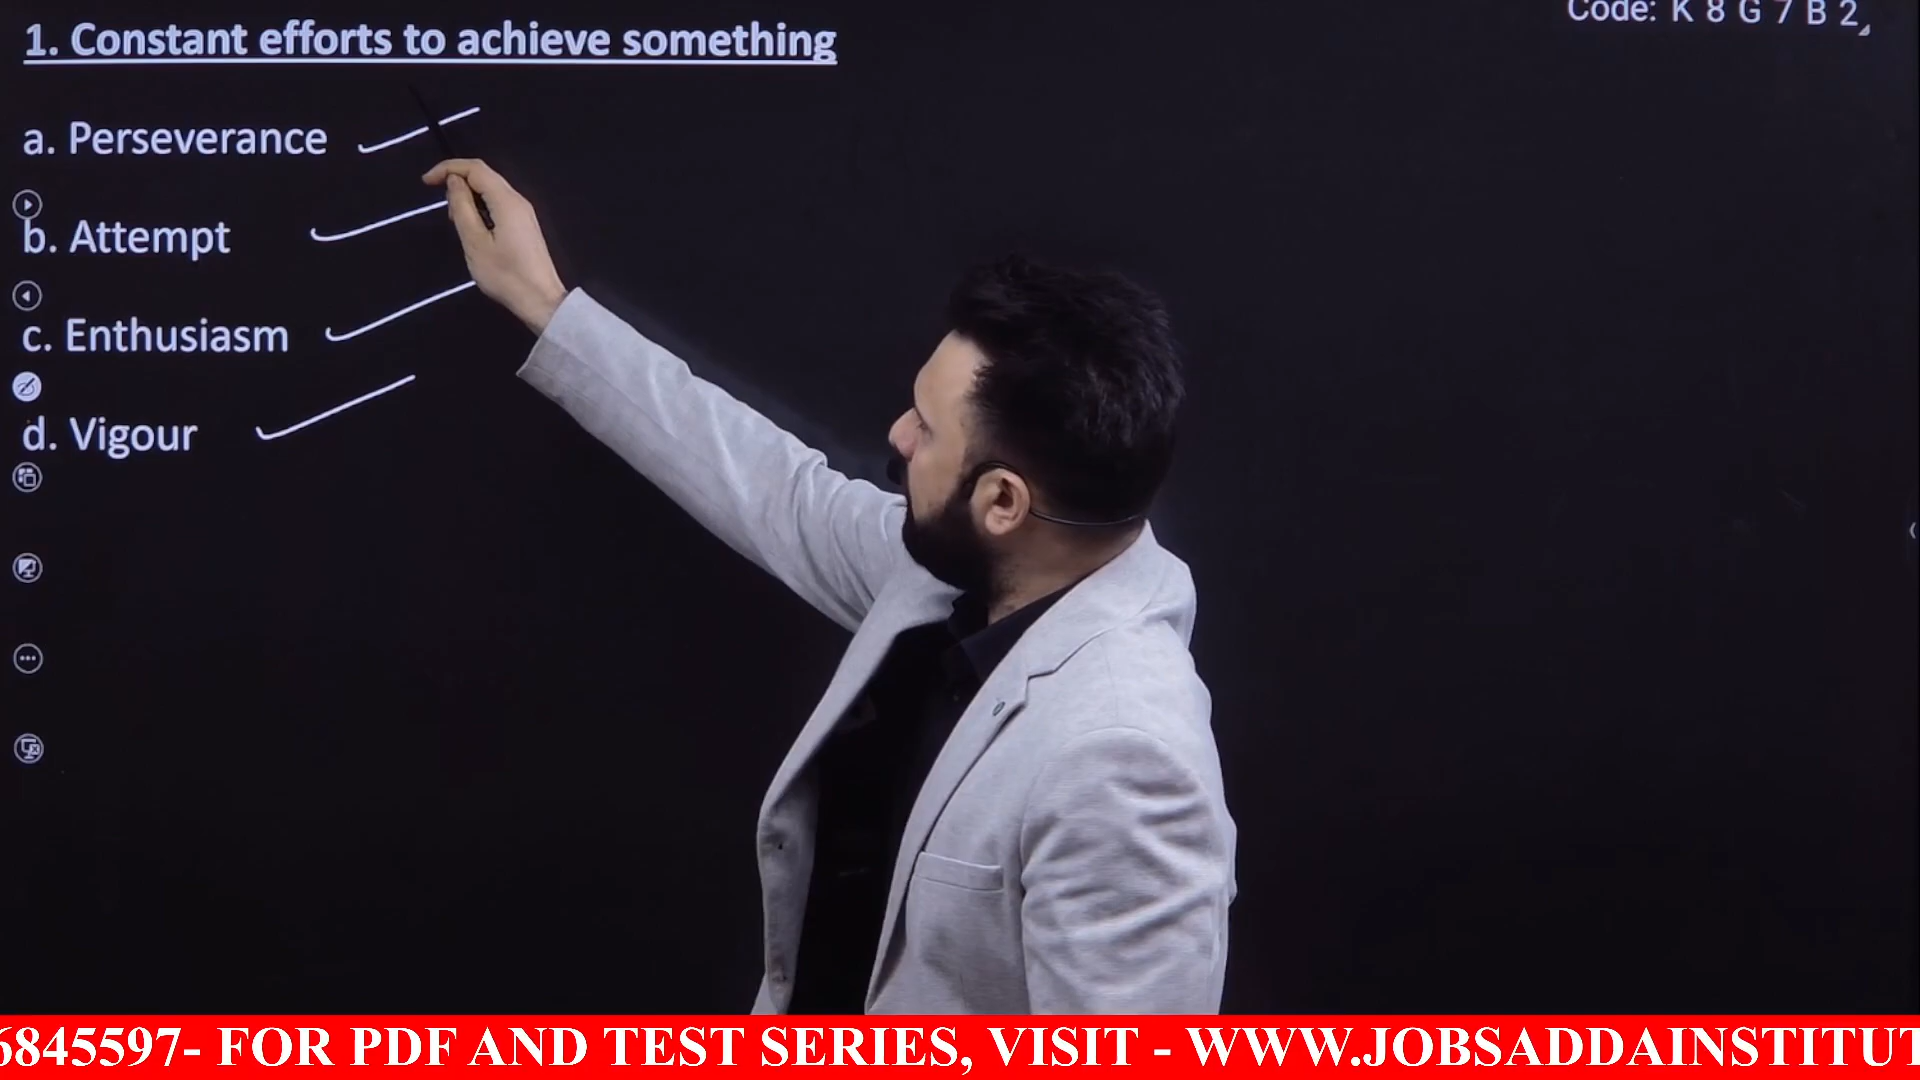 Code: K 8 G 7 B 2
1. Constant efforts to achieve something
a. Perseverance
b. Attempt
c. Enthusiasm
d. Vigour
6845597- FOR PDF AND TEST SERIES, VISIT - WWW.JOBSADDAINSTITUT